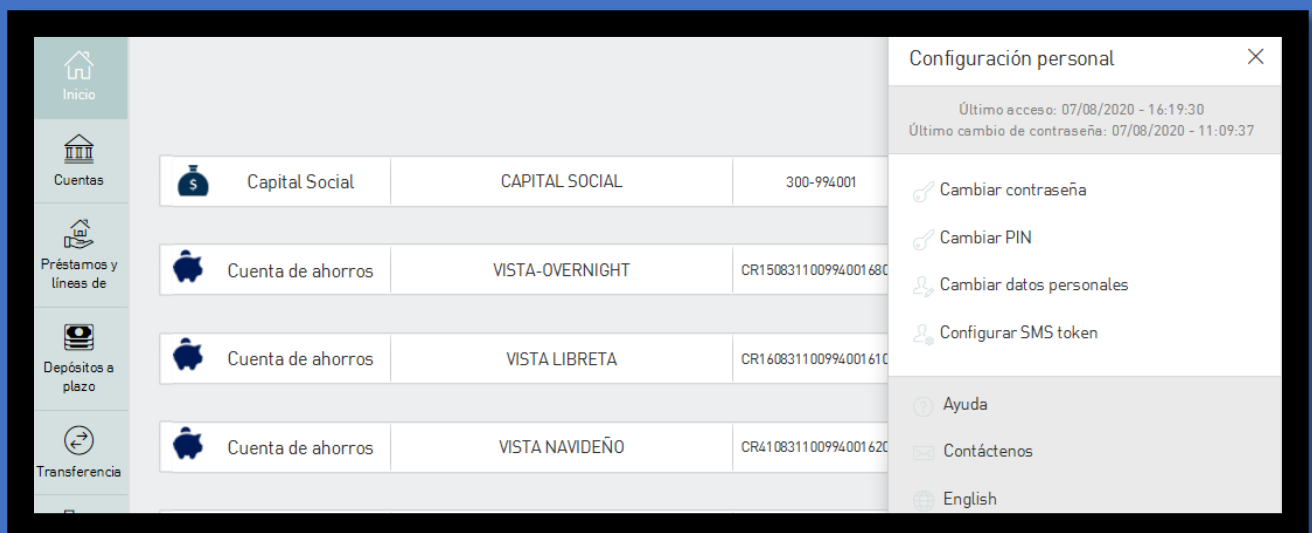 Inicio
Cuentas
Préstamos y
líneas de
Depósitos a
plazo
Transferencia
Capital Social
CAPITAL SOCIAL
300-994001
Cuenta de ahorros
VISTA-OVERNIGHT
CR15083110099400168
Cuenta de ahorros
VISTA LIBRETA
CR16083110099400161
Cuenta de ahorros
VISTA NAVIDEÑO
CR41083110099400162
Configuración personal
Último acceso: 07/08/2020 - 16:19:30
Último cambio de contraseña: 07/08/2020 - 11:09:37
Cambiar contraseña
Cambiar PIN
Cambiar datos personales
Configurar SMS token
Ayuda
Contáctenos
English